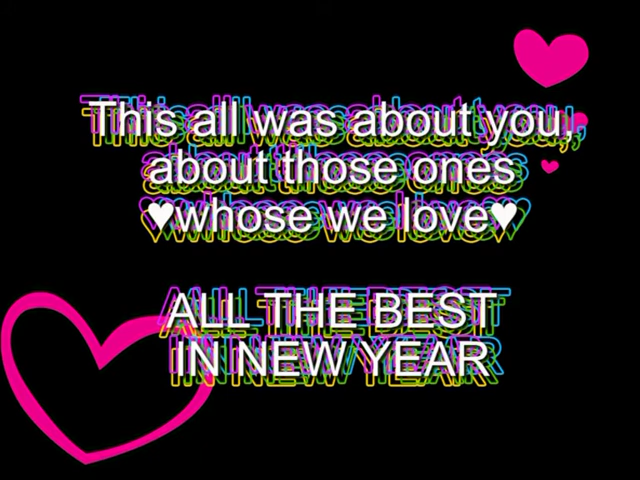 This all was about you,
about those ones
♥whose we love♥
ALL THE BEST
IN NEW YEAR